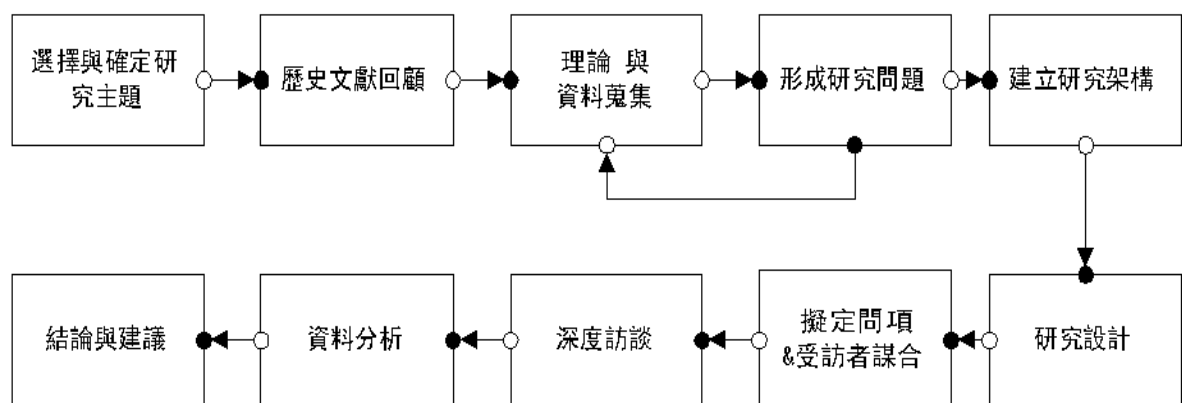 選擇與確定研
究主題
歷史文獻回顧
理論 與
資料蒐集
形成研究問題
建立研究架構
結論與建議
資料分析
深度訪談
擬定問項
&受訪者謀合
研究設計